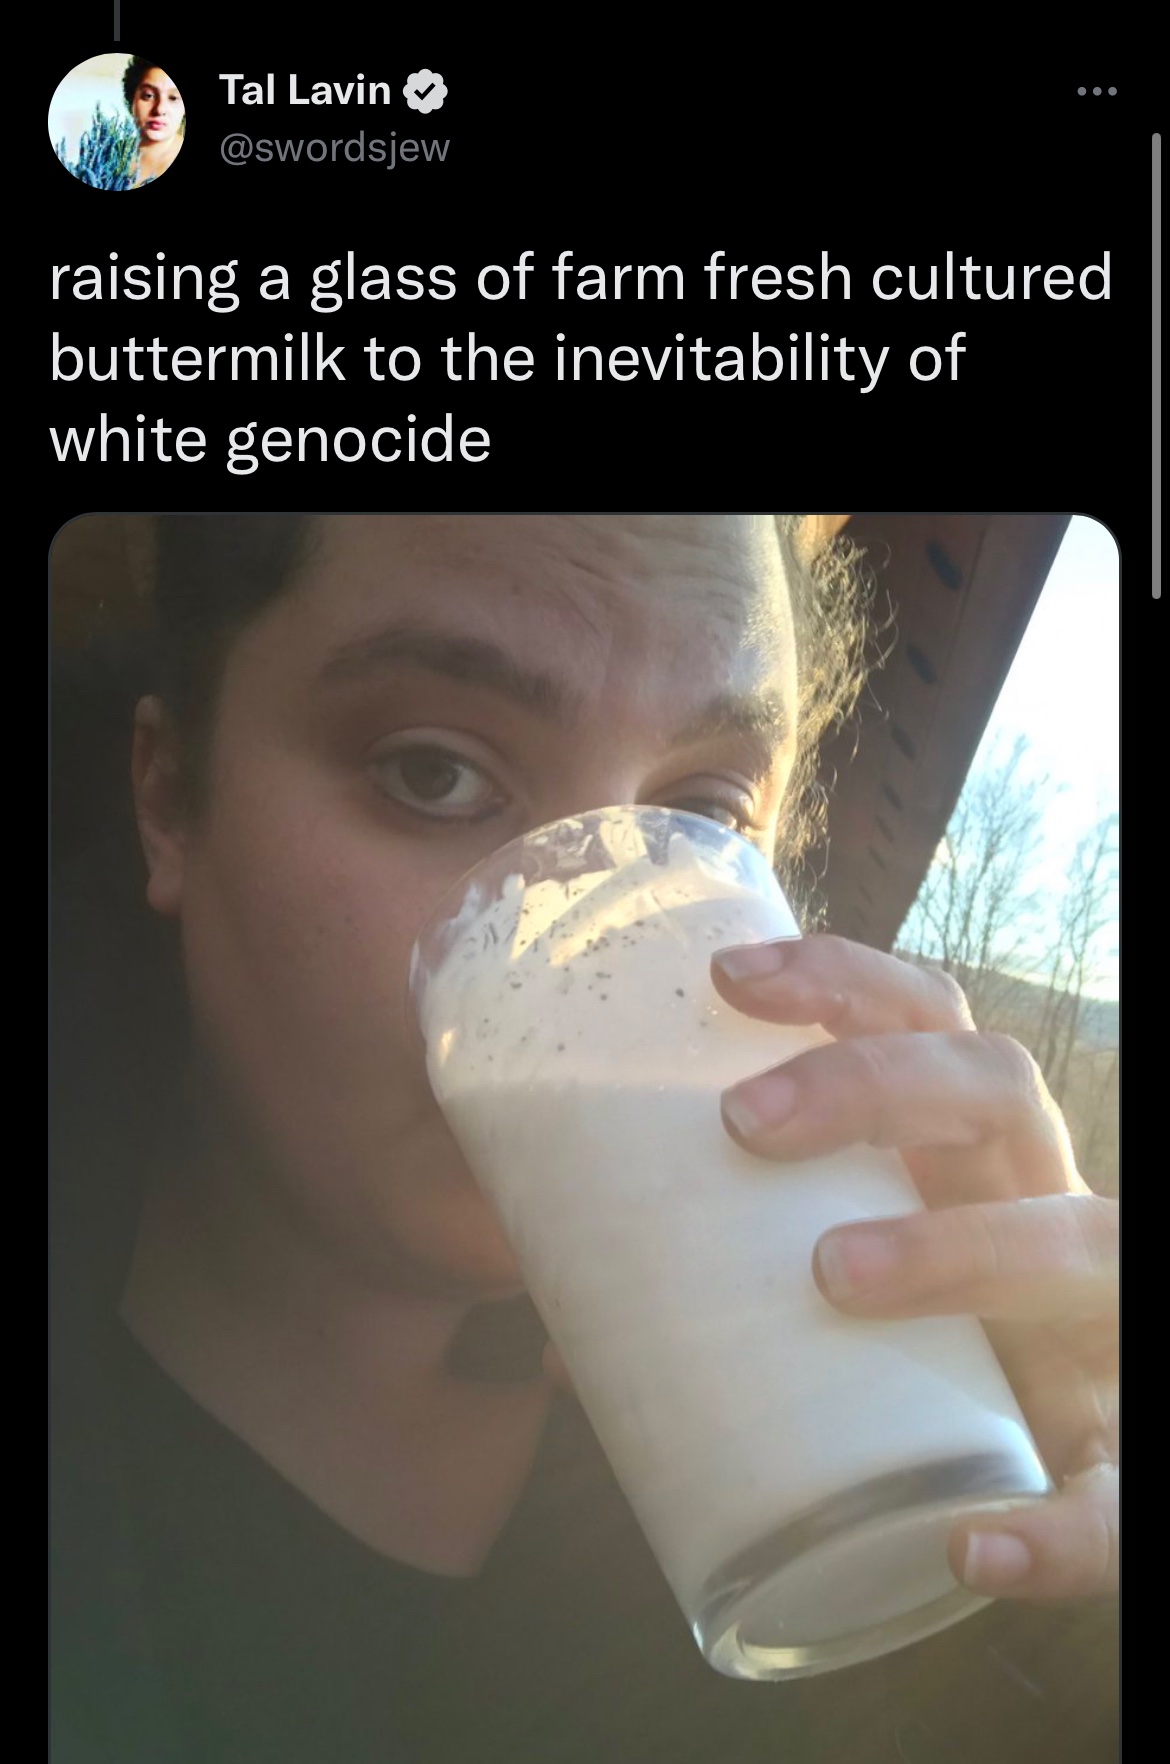 Tal Lavin
@swordsjew
raising a glass of farm fresh cultured
buttermilk to the inevitability of
white genocide